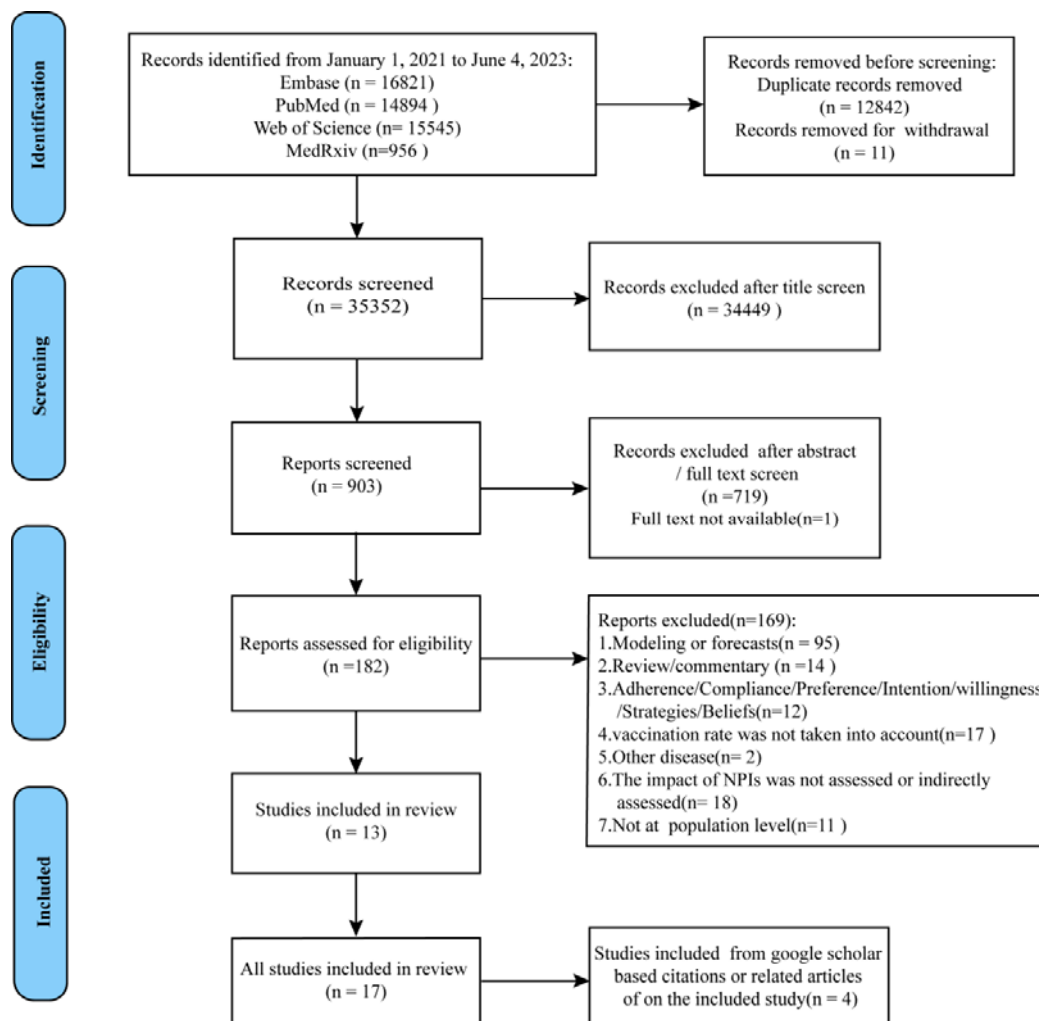 Identification
Records identified from January 1, 2021 to June 4, 2023:
Embase (n = 16821)
PubMed (n = 14894 )
Web of Science (n= 15545)
MedRxiv (n=956 )
Records removed before screening:
Duplicate records removed
(n = 12842)
Records removed for withdrawal
(n = 11)
Screening
Records screened
(n = 35352)
Records excluded after title screen
(n = 34449 )
Reports screened
(n = 903)
Records excluded after abstract
/ full text screen
(n =719)
Full text not available(n=1)
Eligibility
Reports assessed for eligibility
(n =182)
Reports excluded(n=169):
1.Modeling or forecasts(n = 95)
2.Review/commentary (n =14 )
3.Adherence/Compliance/Preference/Intention/willingness
/Strategies/Beliefs(n=12)
4.vaccination rate was not taken into account(n=17 )
5.Other disease(n= 2)
6.The impact of NPIs was not assessed or indirectly
assessed(n= 18)
7.Not at population level(n=11 )
Included
Studies included in review
(n = 13)
All studies included in review
(n = 17)
Studies included from google scholar
based citations or related articles
of on the included study(n = 4)